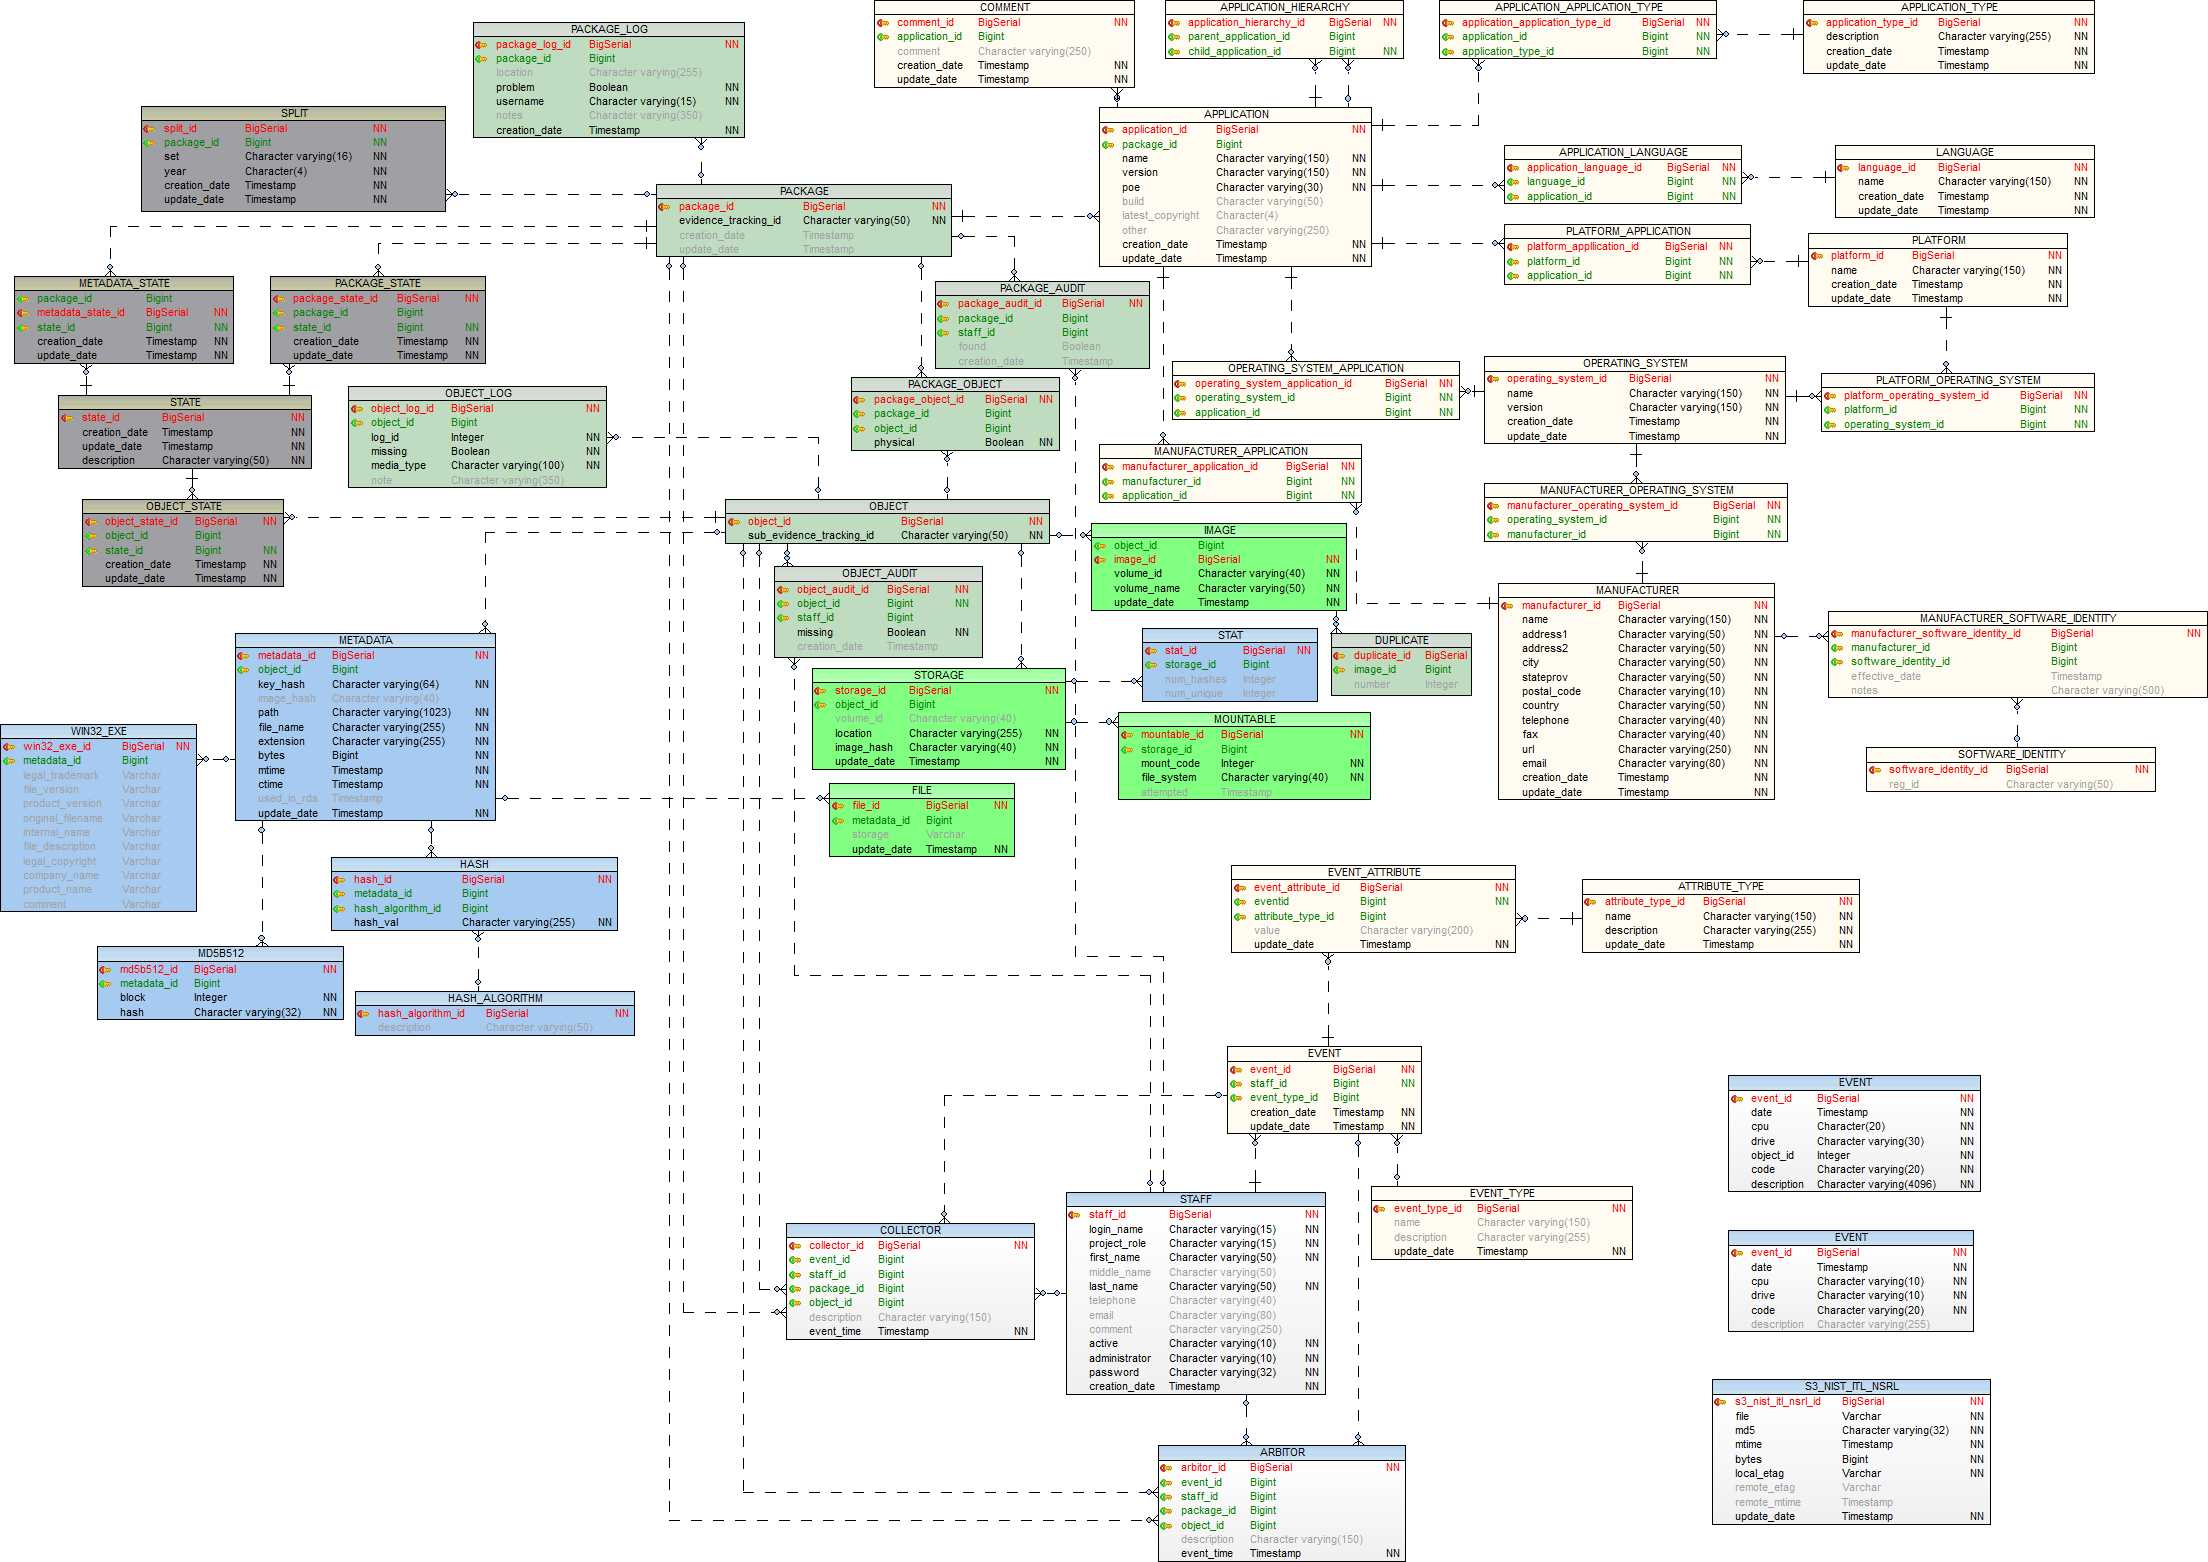 COMMENT
comment_id BigSerial NN
application_id Bigint
comment Character varying(250)
creation_date Timestamp NN
update_date Timestamp NN
APPLICATION_HIERARCHY
application_hierarchy_id BigSerial NN
parent_application_id Bigint
child_application_id Bigint NN
APPLICATION_APPLICATION_TYPE
application_application_type_id BigSerial NN
application_id Bigint NN
application_type_id Bigint NN
APPLICATION_TYPE
application_type_id BigSerial NN
description Character varying(255) NN
creation_date Timestamp NN
update_date Timestamp NN
PACKAGE_LOG
package_log_id BigSerial NN
package_id Bigint
location Character varying(255)
problem Boolean NN
username Character varying(15) NN
notes Character varying(350)
creation_date Timestamp NN
SPLIT
split_id BigSerial NN
package_id Bigint NN
set Character varying(16) NN
year Character(4) NN
creation_date Timestamp NN
update_date Timestamp NN
APPLICATION
application_id BigSerial NN
package_id Bigint
name Character varying(150) NN
version Character varying(150) NN
poe Character varying(30) NN
build Character varying(50)
latest_copyright Character(4)
other Character varying(250)
creation_date Timestamp NN
update_date Timestamp NN
APPLICATION_LANGUAGE
application_language_id BigSerial NN
language_id Bigint NN
application_id Bigint NN
LANGUAGE
language_id BigSerial NN
name Character varying(150) NN
creation_date Timestamp NN
update_date Timestamp NN
PACKAGE
package_id BigSerial NN
evidence_tracking_id Character varying(50) NN
creation_date Timestamp
update_date Timestamp
PLATFORM_APPLICATION
platform_appllication_id BigSerial NN
platform_id Bigint NN
application_id Bigint NN
PLATFORM
platform_id BigSerial NN
name Character varying(150) NN
creation_date Timestamp NN
update_date Timestamp NN
METADATA_STATE
package_id Bigint
metadata_state_id BigSerial NN
state_id Bigint NN
creation_date Timestamp NN
update_date Timestamp NN
PACKAGE_STATE
package_state_id BigSerial NN
package_id Bigint
state_id Bigint NN
creation_date Timestamp NN
update_date Timestamp NN
PACKAGE_AUDIT
package_audit_id BigSerial NN
package_id Bigint
staff_id Bigint
found Boolean
creation_date Timestamp
OPERATING_SYSTEM_APPLICATION
operating_system_application_id BigSerial NN
operating_system_id Bigint NN
application_id Bigint NN
OPERATING_SYSTEM
operating_system_id BigSerial NN
name Character varying(150) NN
version Character varying(150) NN
creation_date Timestamp NN
update_date Timestamp NN
PLATFORM_OPERATING_SYSTEM
platform_operating_system_id BigSerial NN
platform_id Bigint NN
operating_system_id Bigint NN
STATE
state_id BigSerial NN
creation_date Timestamp NN
update_date Timestamp NN
description Character varying(50) NN
OBJECT_LOG
object_log_id BigSerial NN
object_id Bigint
log_id Integer NN
missing Boolean NN
media_type Character varying(100) NN
note Character varying(350)
PACKAGE_OBJECT
package_object_id BigSerial NN
package_id Bigint
object_id Bigint
physical Boolean NN
MANUFACTURER_APPLICATION
manufacturer_application_id BigSerial NN
manufacturer_id Bigint NN
application_id Bigint NN
MANUFACTURER_OPERATING_SYSTEM
manufacturer_operating_system_id BigSerial NN
operating_system_id Bigint NN
manufacturer_id Bigint NN
OBJECT_STATE
object_state_id BigSerial NN
object_id Bigint
state_id Bigint NN
creation_date Timestamp NN
update_date Timestamp NN
OBJECT
object_id BigSerial NN
sub_evidence_tracking_id Character varying(50) NN
IMAGE
object_id Bigint
image_id BigSerial NN
volume_id Character varying(40) NN
volume_name Character varying(50) NN
update_date Timestamp NN
OBJECT_AUDIT
object_audit_id BigSerial NN
object_id Bigint NN
staff_id Bigint
missing Boolean NN
creation_date Timestamp
MANUFACTURER
manufacturer_id BigSerial NN
name Character varying(150) NN
address1 Character varying(50) NN
address2 Character varying(50) NN
city Character varying(50) NN
stateprov Character varying(50) NN
postal_code Character varying(10) NN
country Character varying(50) NN
telephone Character varying(40) NN
fax Character varying(40) NN
url Character varying(250) NN
email Character varying(80) NN
creation_date Timestamp NN
update_date Timestamp NN
MANUFACTURER_SOFTWARE_IDENTITY
manufacturer_software_identity_id BigSerial NN
manufacturer_id Bigint
software_identity_id Bigint
effective_date Timestamp
notes Character varying(500)
METADATA
metadata_id BigSerial NN
object_id Bigint
key_hash Character varying(64) NN
image_hash Character varying(40)
path Character varying(1023) NN
file_name Character varying(255) NN
extension Character varying(255) NN
bytes Bigint NN
mtime Timestamp NN
ctime Timestamp NN
used_in_rds Timestamp
update_date Timestamp NN
STAT
stat_id BigSerial NN
storage_id Bigint
num_hashes Integer
num_unique Integer
DUPLICATE
duplicate_id BigSerial
image_id Bigint
number Integer
STORAGE
storage_id BigSerial NN
object_id Bigint
volume_id Character varying(40)
location Character varying(255) NN
image_hash Character varying(40) NN
update_date Timestamp NN
MOUNTABLE
mountable_id BigSerial NN
storage_id Bigint
mount_code Integer NN
file_system Character varying(40) NN
attempted Timestamp
WIN32_EXE
win32_exe_id BigSerial NN
metadata_id Bigint
legal_trademark Varchar
file_version Varchar
product_version Varchar
original_filename Varchar
internal_name Varchar
file_description Varchar
legal_copyright Varchar
company_name Varchar
product_name Varchar
comment Varchar
SOFTWARE_IDENTITY
software_identity_id BigSerial NN
reg_id Character varying(50)
FILE
file_id BigSerial NN
metadata_id Bigint
storage Varchar
update_date Timestamp NN
HASH
hash_id BigSerial NN
metadata_id Bigint
hash_algorithm_id Bigint
hash_val Character varying(255) NN
EVENT_ATTRIBUTE
event_attribute_id BigSerial NN
eventid Bigint NN
attribute_type_id Bigint
value Character varying(200)
update_date Timestamp NN
ATTRIBUTE_TYPE
attribute_type_id BigSerial NN
name Character varying(150) NN
description Character varying(255) NN
update_date Timestamp NN
MD5B512
md5b512_id BigSerial NN
metadata_id Bigint
block Integer NN
hash Character varying(32) NN
HASH_ALGORITHM
hash_algorithm_id BigSerial NN
description Character varying(50)
EVENT
event_id BigSerial NN
staff_id Bigint NN
event_type_id Bigint
creation_date Timestamp NN
update_date Timestamp NN
EVENT
event_id BigSerial NN
date Timestamp NN
cpu Character(20) NN
drive Character varying(30) NN
object_id Integer NN
code Character varying(20) NN
description Character varying(4096) NN
STAFF
staff_id BigSerial NN
login_name Character varying(15) NN
project_role Character varying(15) NN
first_name Character varying(50) NN
middle_name Character varying(50)
last_name Character varying(50) NN
telephone Character varying(40)
email Character varying(80)
comment Character varying(250)
active Character varying(10) NN
administrator Character varying(10) NN
password Character varying(32) NN
creation_date Timestamp NN
EVENT_TYPE
event_type_id BigSerial NN
name Character varying(150)
description Character varying(255)
update_date Timestamp NN
COLLECTOR
collector_id BigSerial NN
event_id Bigint
staff_id Bigint
package_id Bigint
object_id Bigint
description Character varying(150)
event_time Timestamp NN
EVENT
event_id BigSerial NN
date Timestamp NN
cpu Character varying(10) NN
drive Character varying(10) NN
code Character varying(20) NN
description Character varying(255)
S3_NIST_ITL_NSRL
s3_nist_itl_nsrl_id BigSerial NN
file Varchar NN
md5 Character varying(32) NN
mtime Timestamp NN
bytes Bigint NN
local_etag Varchar NN
remote_etag Varchar
remote_mtime Timestamp
update_date Timestamp NN
ARBITOR
arbitor_id BigSerial NN
event_id Bigint
staff_id Bigint
package_id Bigint
object_id Bigint
description Character varying(150)
event_time Timestamp NN